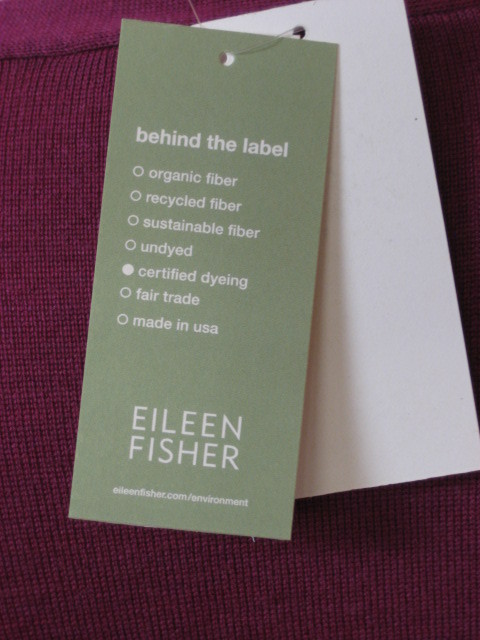 behind the label
organic fiber
recycled fiber
sustainable fiber
undyed
certified dyeing
fair trade
made in usa
EILEEN
FISHER
eileenfisher.com/environment